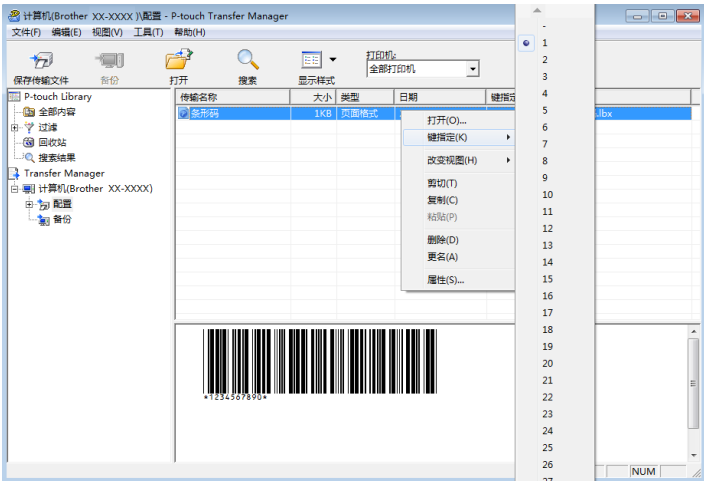 计算机(Brother XX-XXXX )\配置 - P-touch Transfer Manager
文件(F) 编辑(E) 视图(V) 工具(T) 帮助(H)
保存传输文件 备份 打开 搜索 显示样式
打印机:
全部打印机
P-touch Library
全部内容
过滤
回收站
搜索结果
Transfer Manager
计算机(Brother XX-XXXX)
配置
备份
传输名称 大小 类型 日期 键指定
条形码 1KB 页面格式 .lbx
打开(O)...
键指定(K)
改变视图(H)
剪切(T)
复制(C)
粘贴(P)
删除(D)
更名(A)
属性(S)...
-
1
2
3
4
5
6
7
8
9
10
11
12
13
14
15
16
17
18
19
20
21
22
23
24
25
26
27
*1234567890*
NUM